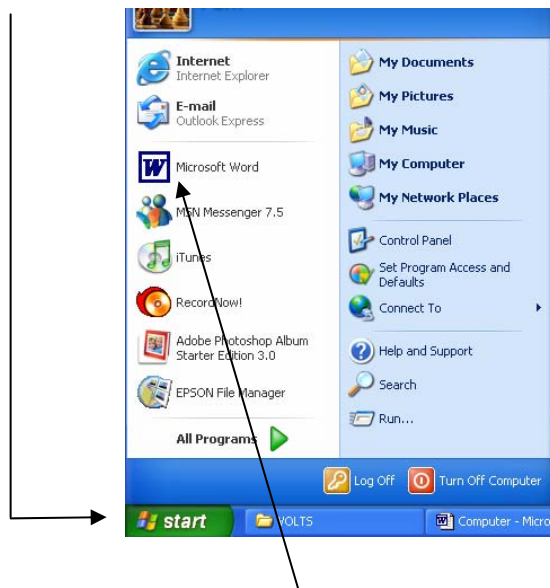 Internet
Internet Explorer
E-mail
Outlook Express
Microsoft Word
MSN Messenger 7.5
iTunes
RecordNow!
Adobe Photoshop Album
Starter Edition 3.0
EPSON File Manager
All Programs
My Documents
My Pictures
My Music
My Computer
My Network Places
Control Panel
Set Program Access and
Defaults
Connect To
Help and Support
Search
Run...
Log Off
Turn Off Computer
start
VOLTS
Computer - Micro